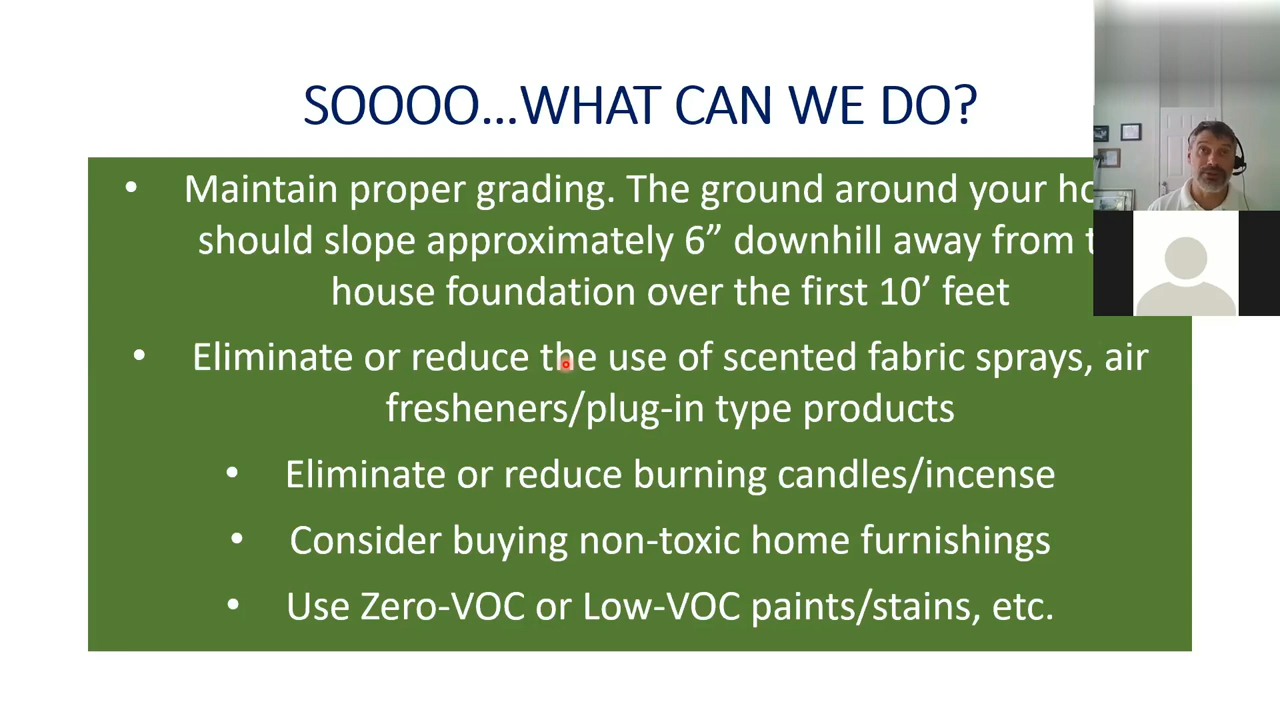 SOOOO...WHAT CAN WE DO?
• Maintain proper grading. The ground around your
should slope approximately 6” downhill away from
house foundation over the first 10’ feet
• Eliminate or reduce the use of scented fabric sprays, air
fresheners/plug-in type products
• Eliminate or reduce burning candles/incense
• Consider buying non-toxic home furnishings
• Use Zero-VOC or Low-VOC paints/stains, etc.